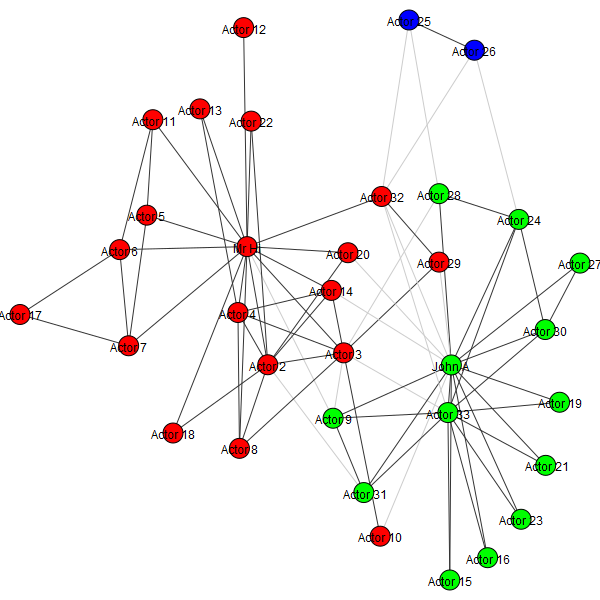 Actor 25
Actor 12
Actor 26
Actor 13
Actor 11
Actor 22
Actor 32
Actor 28
Actor 5
Actor 24
Mr Hi
Actor 6
Actor 20
Actor 29
Actor 27
Actor 14
Actor 4
Actor 17
Actor 30
Actor 7
Actor 3
Actor 2
John A
Actor 19
Actor 33
Actor 9
Actor 18
Actor 8
Actor 21
Actor 31
Actor 23
Actor 10
Actor 16
Actor 15